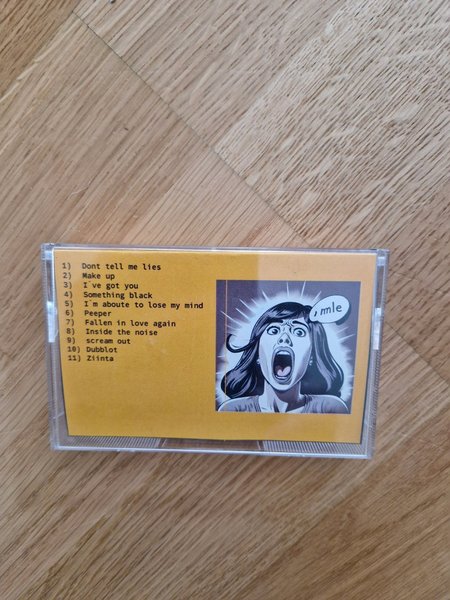 1) Dont tell me lies
2) Make up
3) I´ve got you
4) Something black
5) I´m aboute to lose my mind
6) Peeper
7) Fallen in love again
8) Inside the noise
9) scream out
10) Dubblot
11) Ziinta
, mle